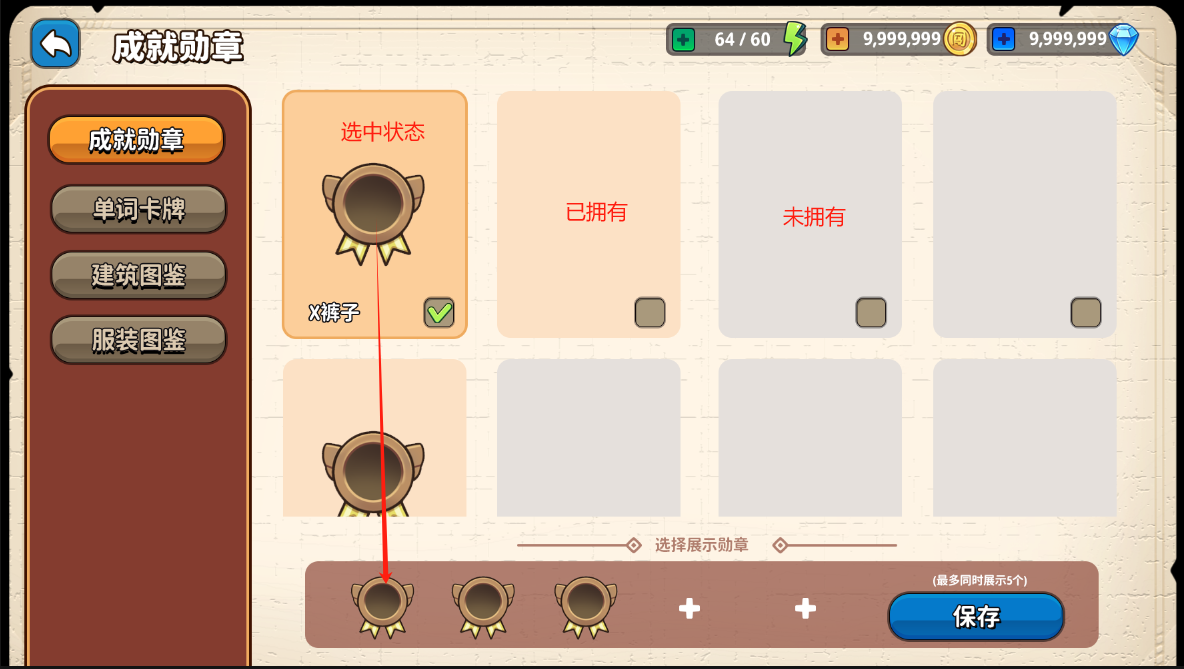 成就勋章
64 / 60
9,999,999
9,999,999
成就勋章
单词卡牌
建筑图鉴
服装图鉴
选中状态
X裤子
已拥有
未拥有
选择展示勋章
(最多同时展示5个)
保存